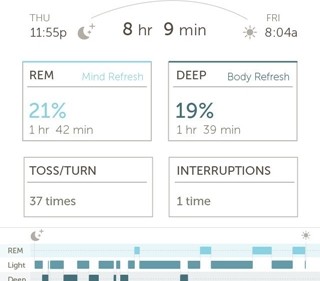 THU
FRI
11:55p
8 hr 9 min
8:04a
REM
Mind Refresh
DEEP
Body Refresh
21%
19%
1 hr 42 min
1 hr 39 min
TOSS/TURN
INTERRUPTIONS
37 times
1 time
REM
Light
Deep